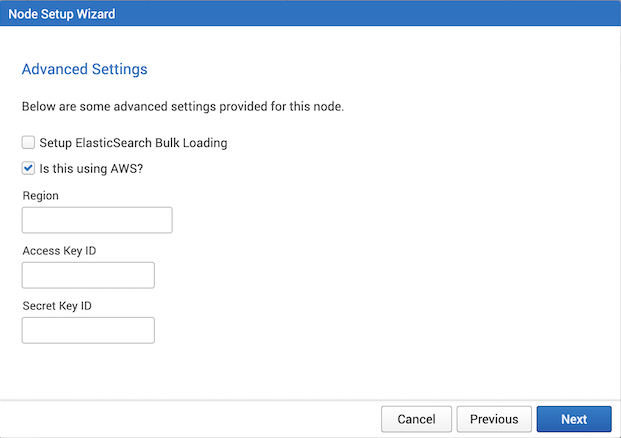 Node Setup Wizard
Advanced Settings
Below are some advanced settings provided for this node.
Setup ElasticSearch Bulk Loading
Is this using AWS?
Region
Access Key ID
Secret Key ID
Cancel Previous Next